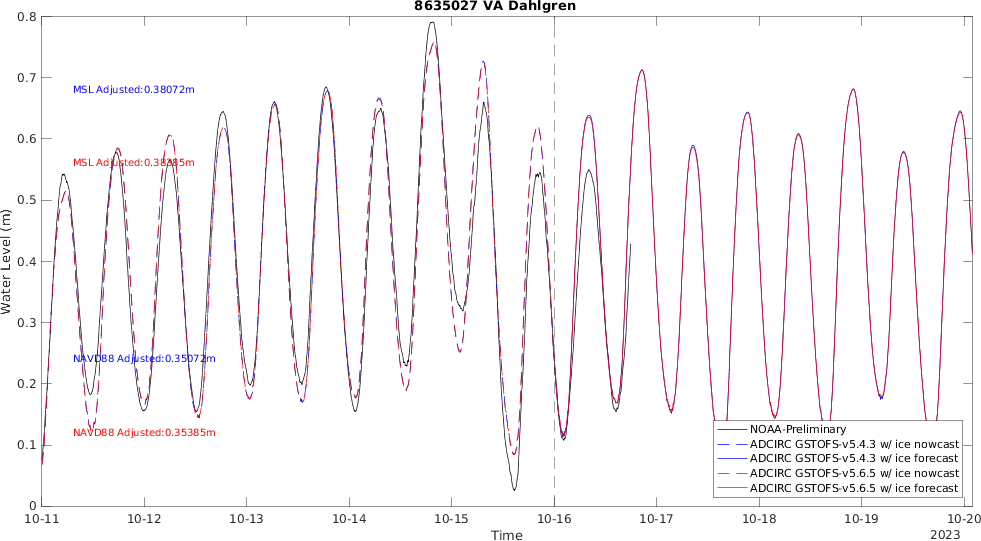 8635027 VA Dahlgren
0.8
0.7
MSL Adjusted:0.38072m
0.6
MSL Adjusted:0.38385m
0.5
Water Level (m)
0.4
0.3
NAVD88 Adjusted:0.35072m
0.2
NAVD88 Adjusted:0.35385m
0.1
0
NOAA-Preliminary
ADCIRC GSTOFS-v5.4.3 w/ ice nowcast
ADCIRC GSTOFS-v5.4.3 w/ ice forecast
ADCIRC GSTOFS-v5.6.5 w/ ice nowcast
ADCIRC GSTOFS-v5.6.5 w/ ice forecast
10-11 10-12 10-13 10-14 10-15 10-16 10-17 10-18 10-19 10-20
Time
2023